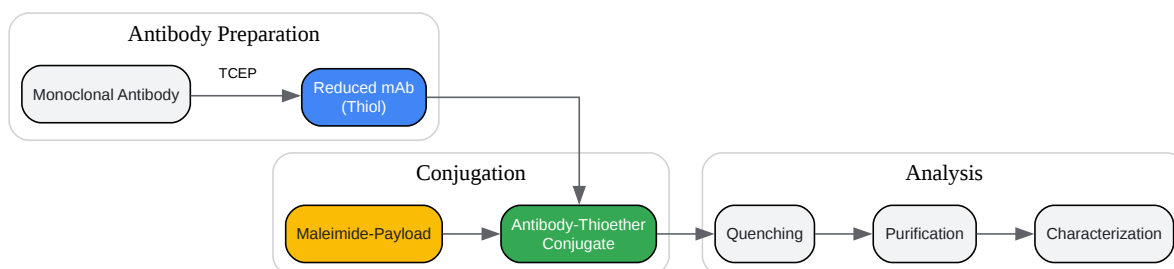 Antibody Preparation
Monoclonal Antibody
TCEP
Reduced mAb
(Thiol)
Conjugation
Maleimide-Payload
Antibody-Thioether
Conjugate
Analysis
Quenching
Purification
Characterization